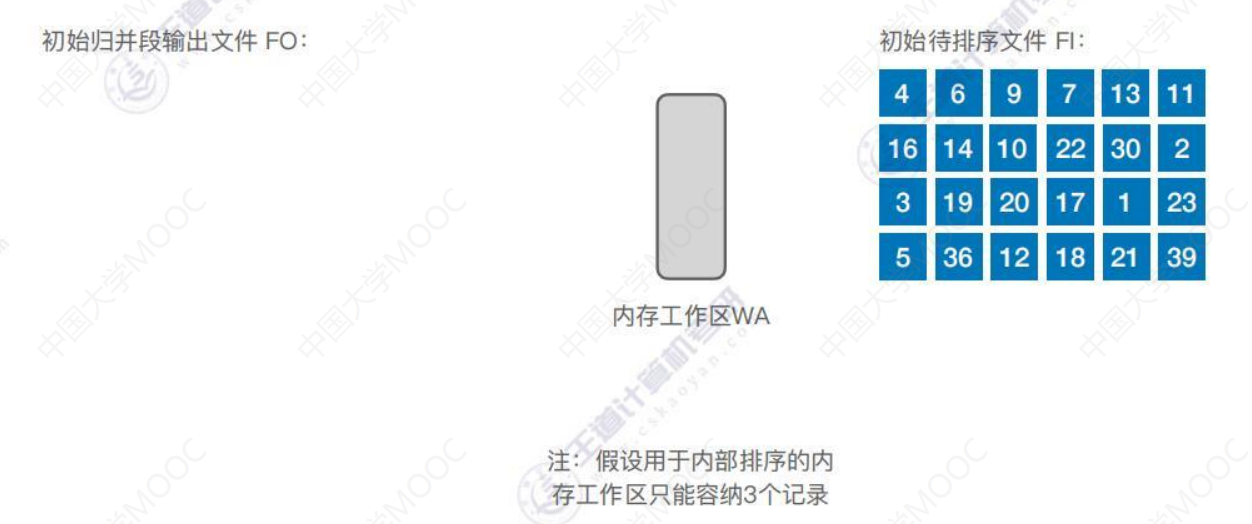 初始归并段输出文件 FO：
初始待排序文件 FI：
4 6 9 7 13 11
16 14 10 22 30 2
3 19 20 17 1 23
5 36 12 18 21 39
内存工作区WA
注：假设用于内部排序的内
存工作区只能容纳3个记录
中国大学MOOC
王道计算机考研
www.cskaoyan.com